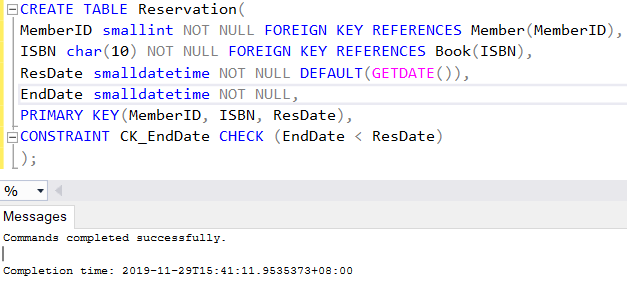 CREATE TABLE Reservation(
MemberID smallint NOT NULL FOREIGN KEY REFERENCES Member(MemberID),
ISBN char(10) NOT NULL FOREIGN KEY REFERENCES Book(ISBN),
ResDate smalldatetime NOT NULL DEFAULT(GETDATE()),
EndDate smalldatetime NOT NULL,
PRIMARY KEY(MemberID, ISBN, ResDate),
CONSTRAINT CK_EndDate CHECK (EndDate < ResDate)
);
%
Messages
Commands completed successfully.
Completion time: 2019-11-29T15:41:11.9535373+08:00